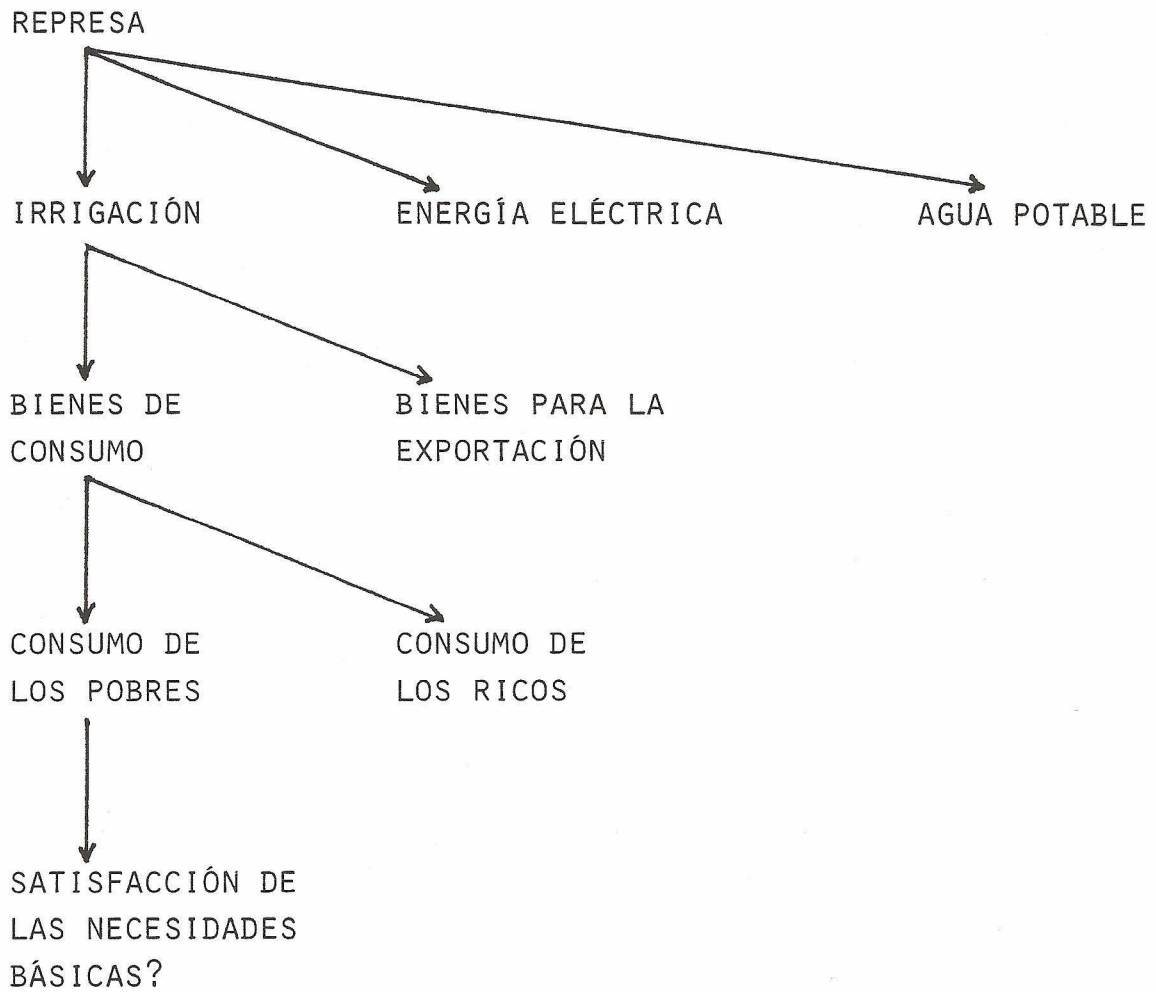 REPRESA
IRRIGACIÓN ENERGÍA ELÉCTRICA AGUA POTABLE
BIENES DE BIENES PARA LA
CONSUMO EXPORTACIÓN
CONSUMO DE CONSUMO DE
LOS POBRES LOS RICOS
SATISFACCIÓN DE
LAS NECESIDADES
BÁSICAS?